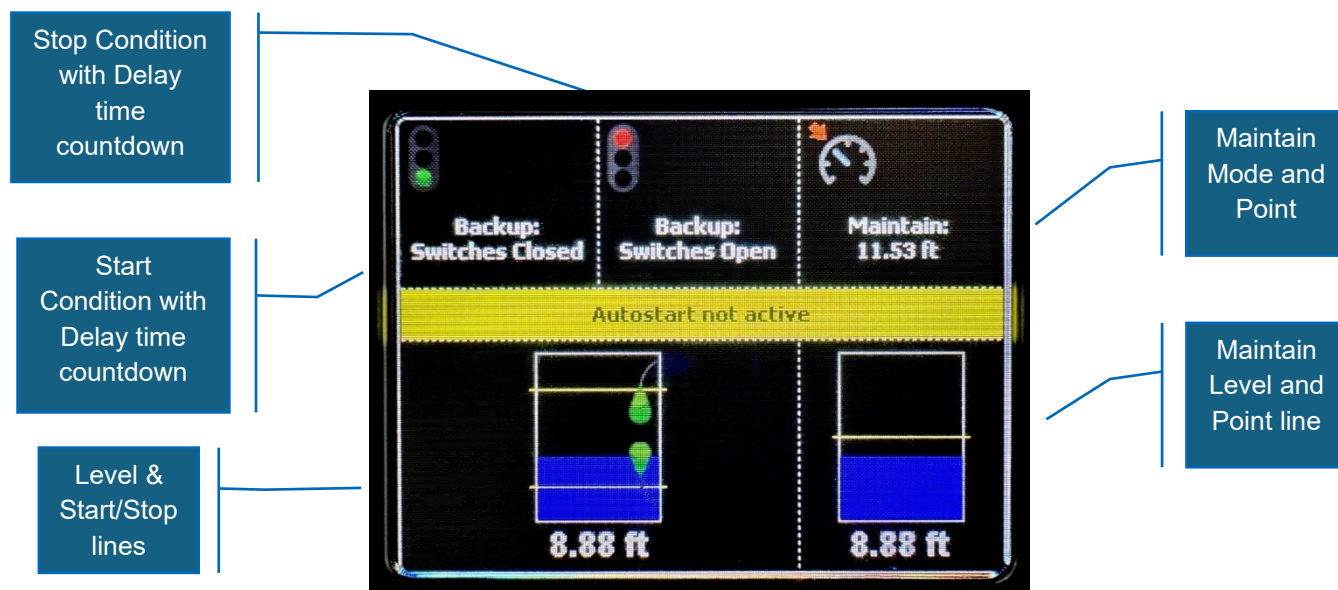 Stop Condition
with Delay
time
countdown
Start
Condition with
Delay time
countdown
Level &
Start/Stop
lines
Backup:
Switches Closed
Backup:
Switches Open
Maintain:
11.53 ft
Autostart not active
8.88 ft
8.88 ft
Maintain
Mode and
Point
Maintain
Level and
Point line